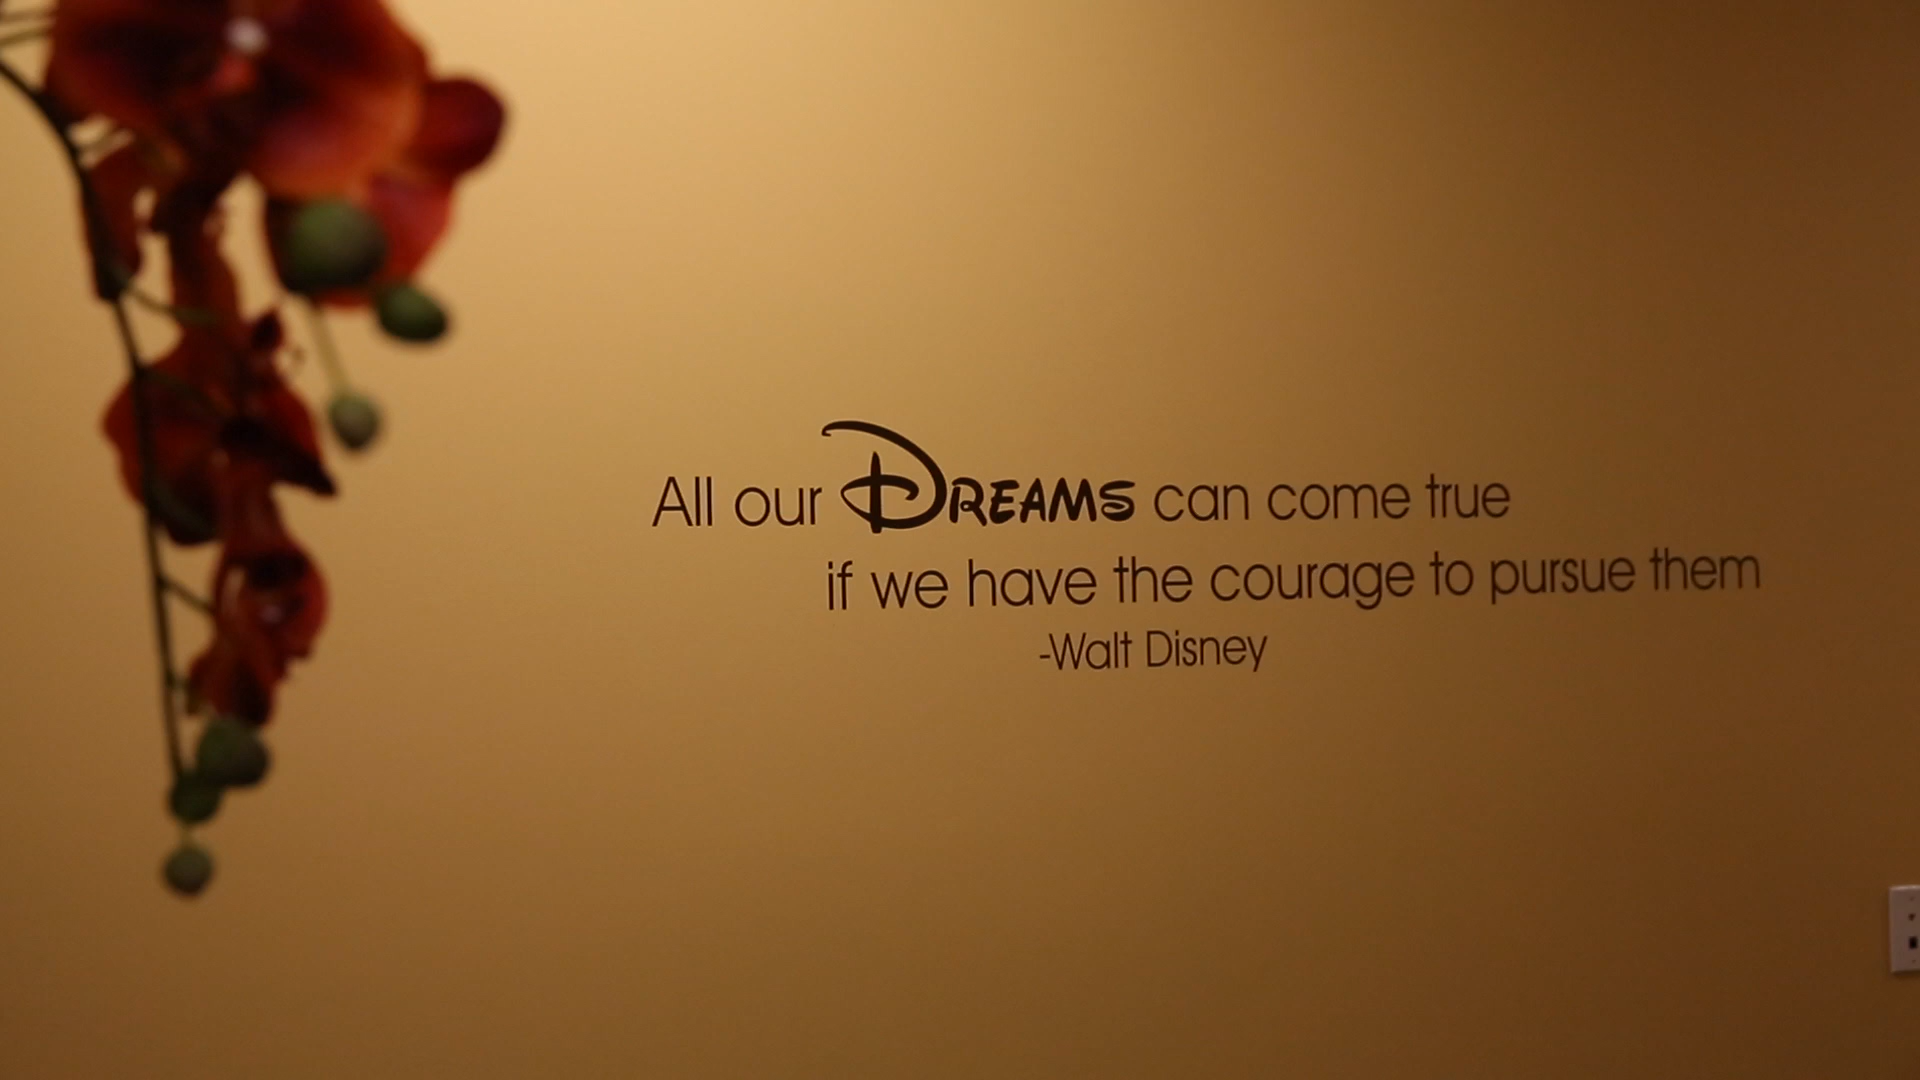 All our DREAMS can come true
if we have the courage to pursue them
-Walt Disney